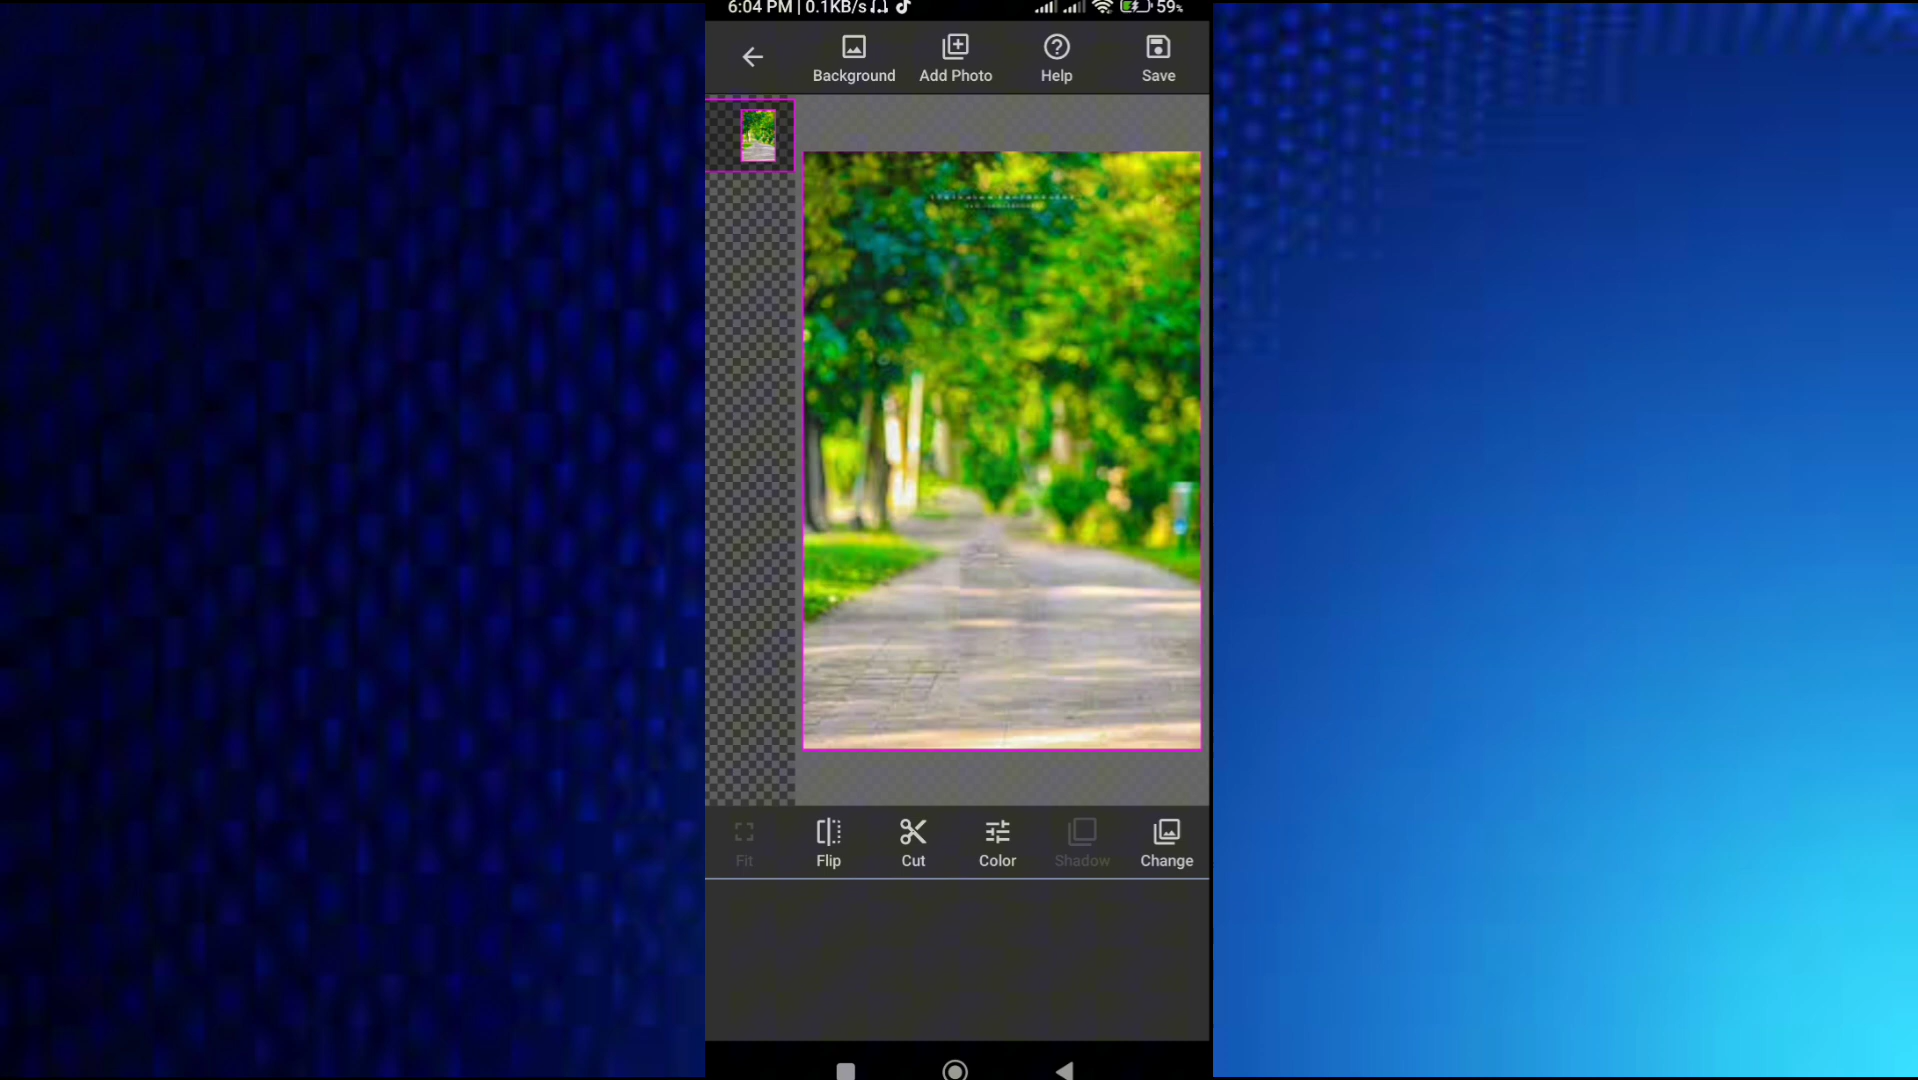 6:04 PM | 0.1KB/s 59%
Background Add Photo Help Save
Fit Flip Cut Color Shadow Change